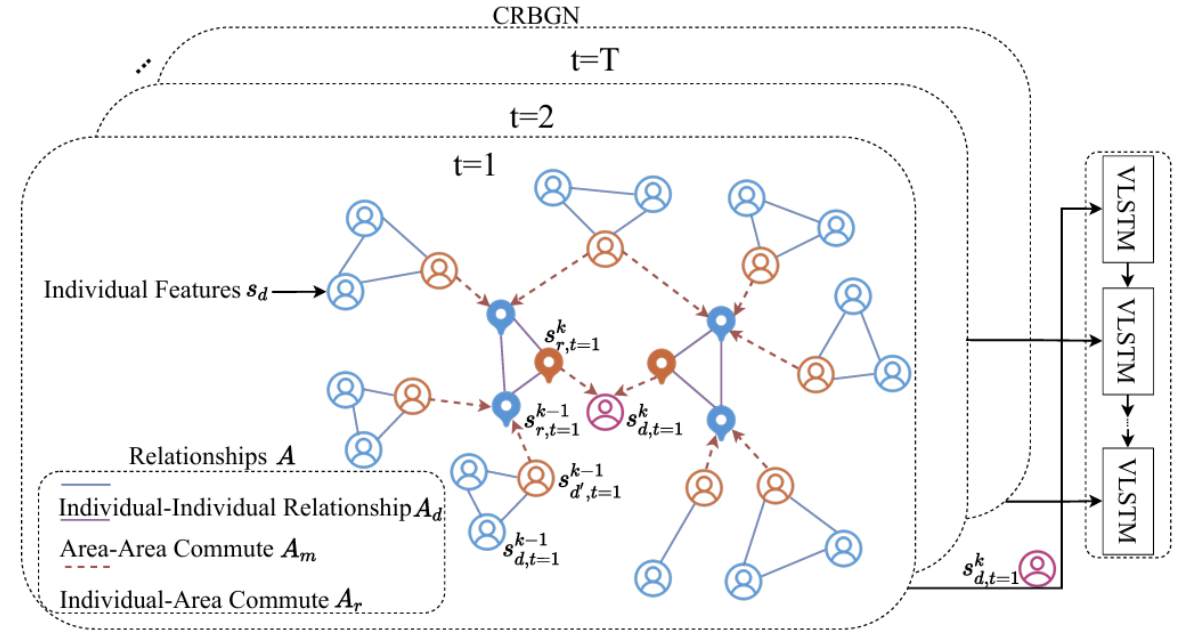 CRBGN
t=T
...
t=2
t=1
VLSTM
VLSTM
VLSTM
Individual Features s_d
s^k_{r,t=1}
s^{k-1}_{r,t=1}
s^k_{d,t=1}
Relationships A
s^{k-1}_{d',t=1}
s^{k-1}_{d,t=1}
Individual-Individual Relationship A_d
Area-Area Commute A_m
Individual-Area Commute A_r
s^k_{d,t=1}